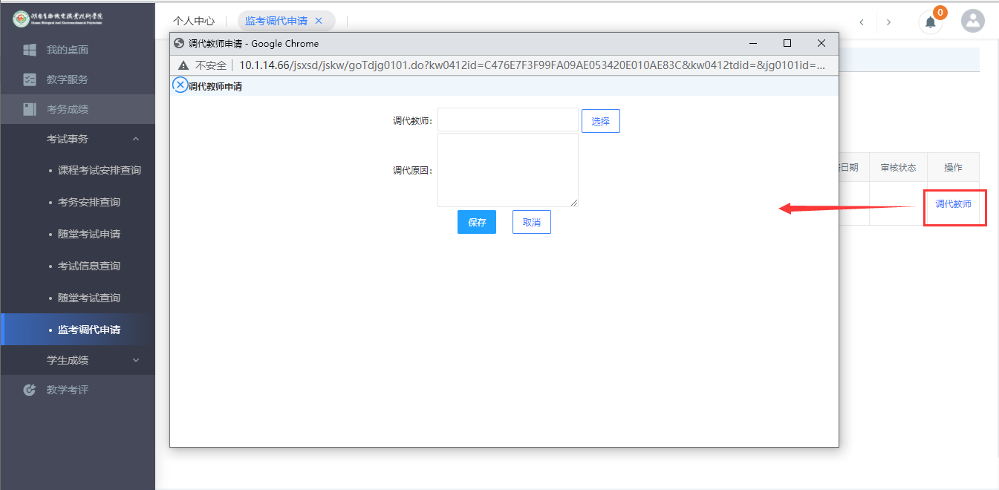 湖南生物机电职业技术学院
Hunan Biological And Electromechanical Polytechnic
个人中心
监考调代申请
0
我的桌面
教学服务
考务成绩
考试事务
课程考试安排查询
考务安排查询
随堂考试申请
考试信息查询
随堂考试查询
监考调代申请
学生成绩
教学考评
调代教师申请 - Google Chrome
不安全 10.1.14.66/jsxsd/jskw/goTdjg0101.do?kw0412id=C476E7F3F99FA09AE053420E010AE83C&kw0412tdid=&jg0101id=...
调代教师申请
调代教师:
选择
调代原因:
保存
取消
日期 审核状态 操作
调代教师